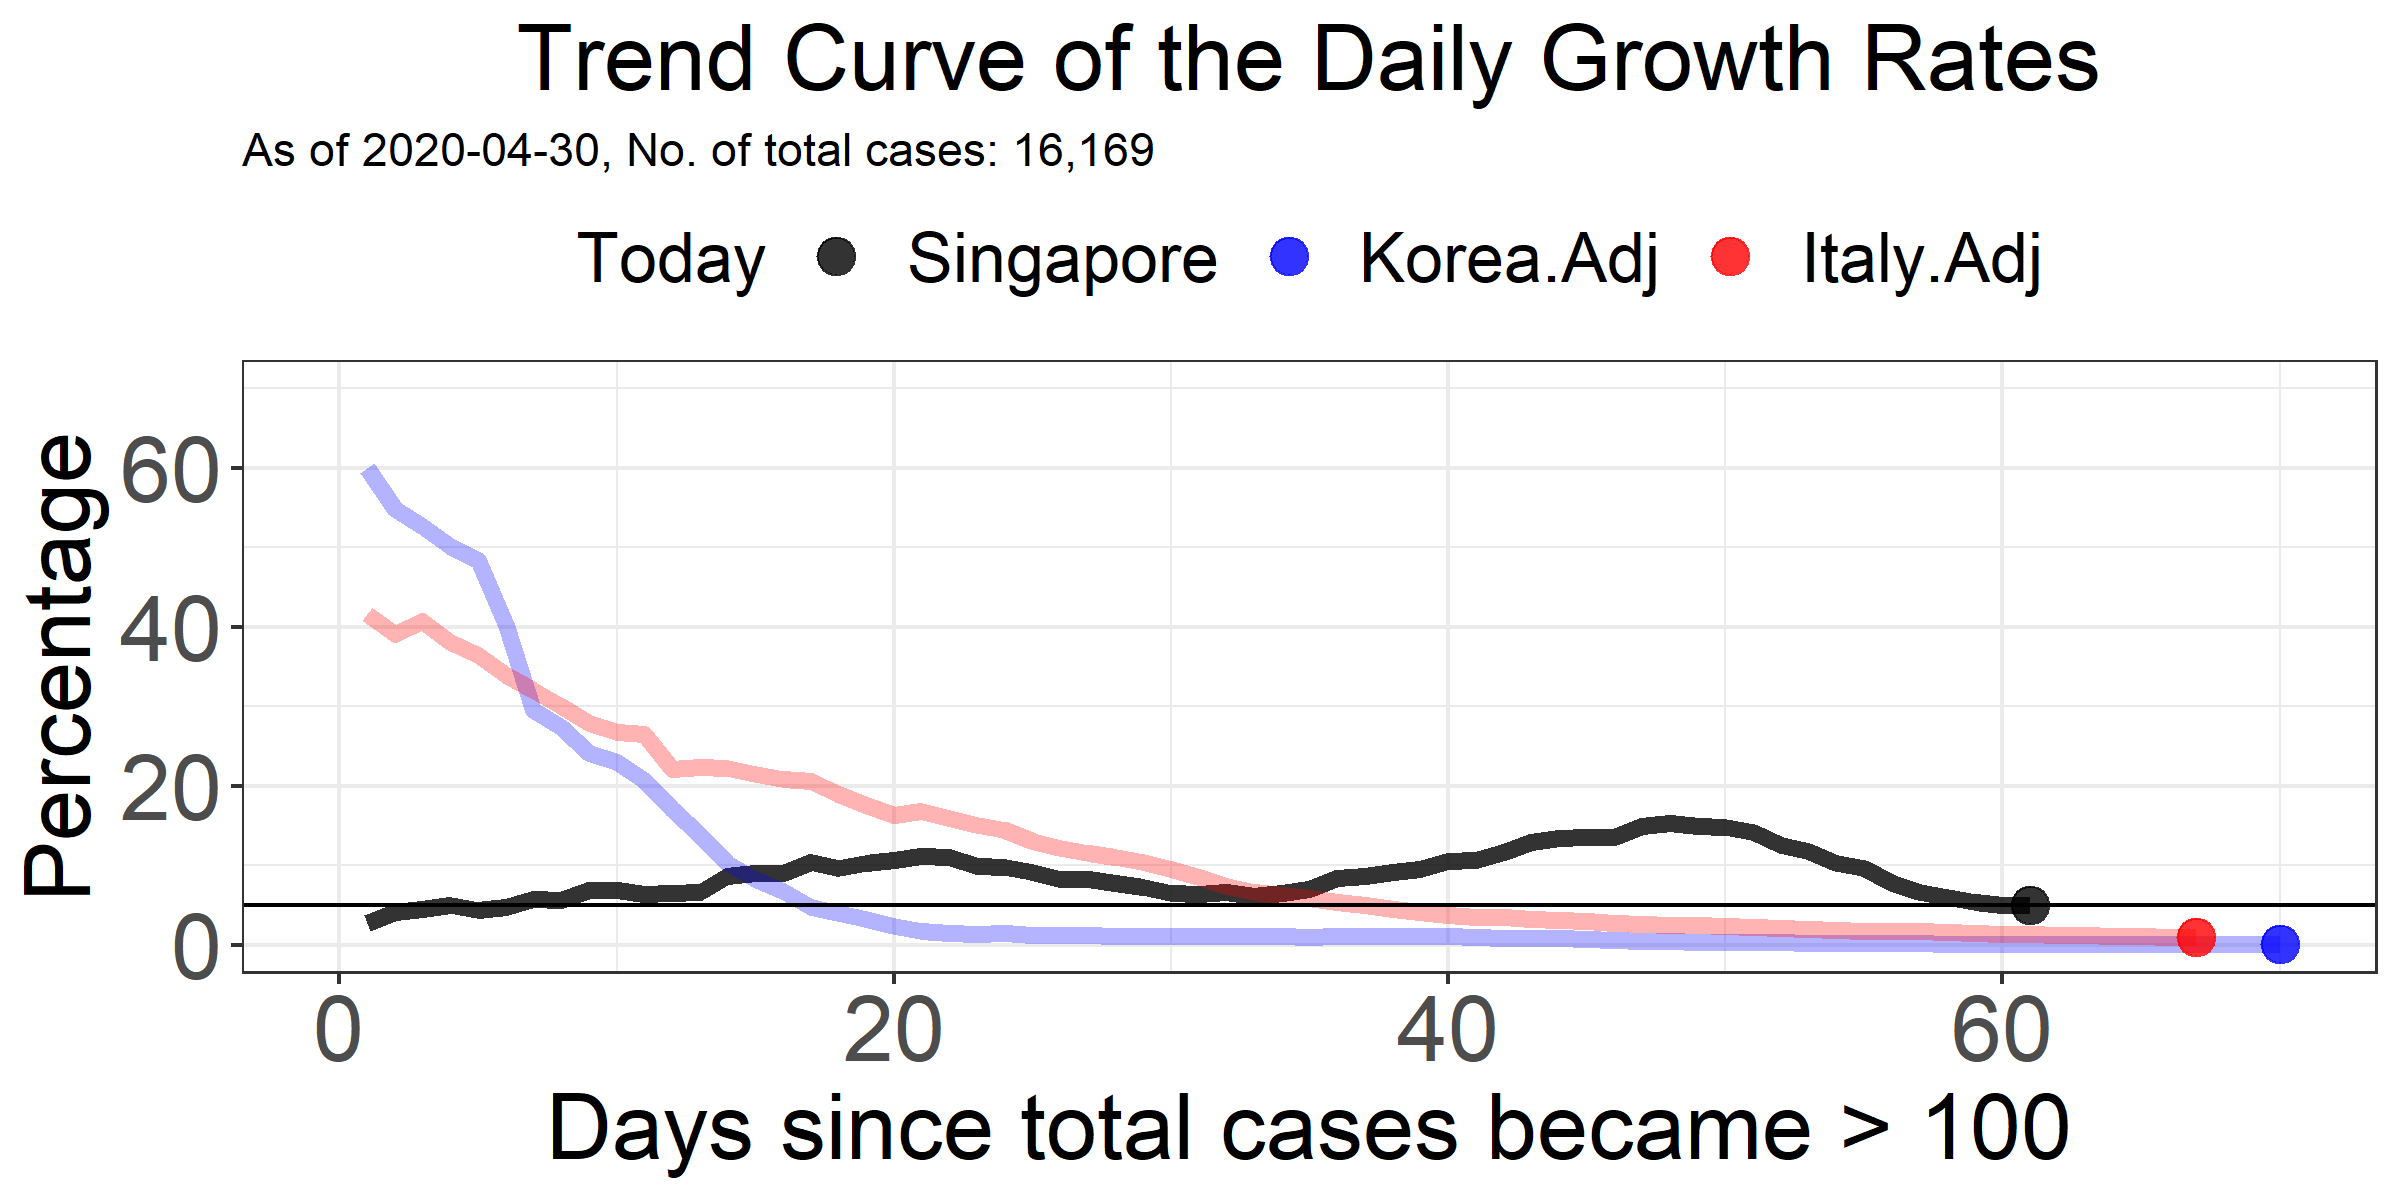 Trend Curve of the Daily Growth Rates
As of 2020-04-30, No. of total cases: 16,169
Today Singapore Korea.Adj Italy.Adj
Percentage
60
40
20
0
0 20 40 60
Days since total cases became > 100